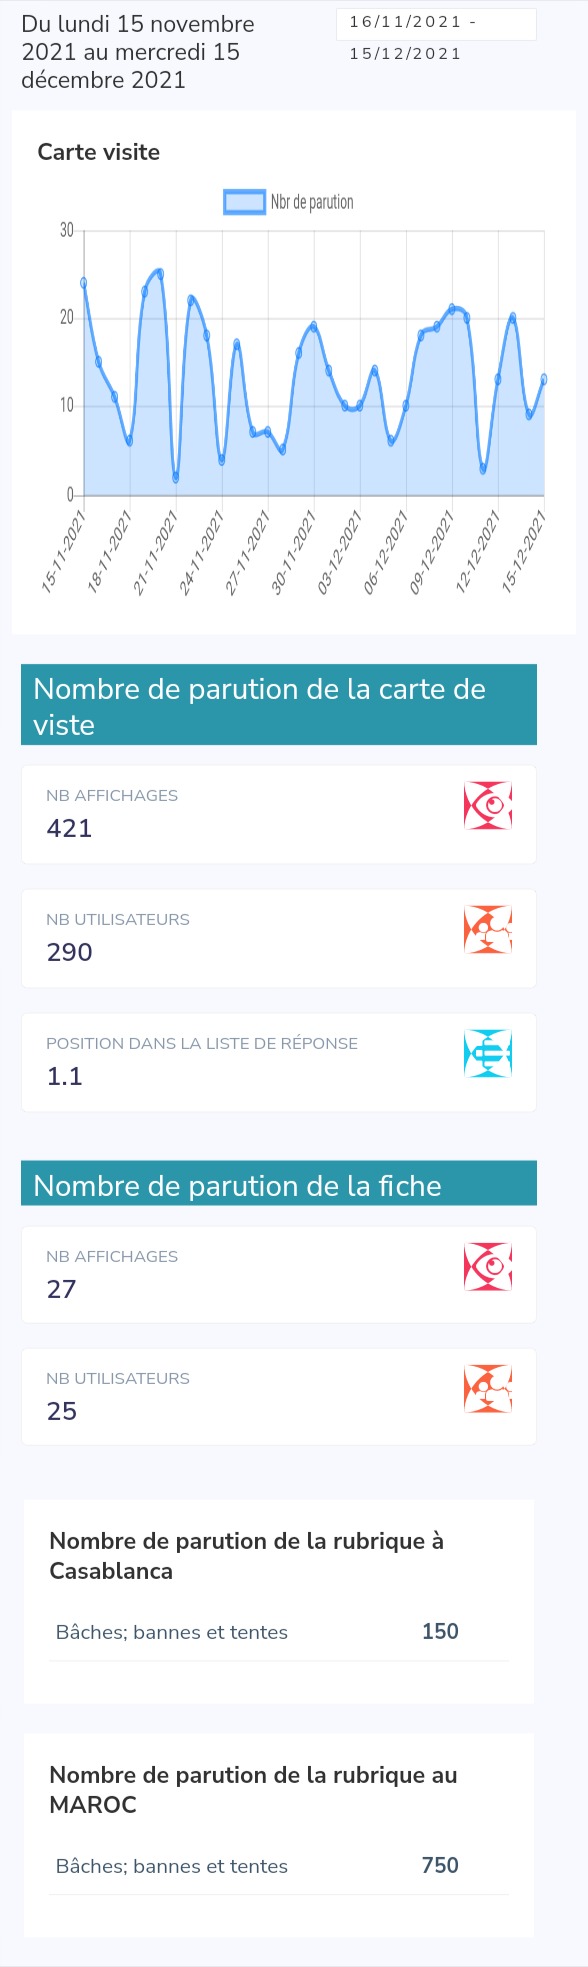 Du lundi 15 novembre
2021 au mercredi 15
décembre 2021
16/11/2021 -
15/12/2021
Carte visite
Nbr de parution
30
20
10
0
15-11-2021
18-11-2021
21-11-2021
24-11-2021
27-11-2021
30-11-2021
03-12-2021
06-12-2021
09-12-2021
12-12-2021
15-12-2021
Nombre de parution de la carte de
viste
NB AFFICHAGES
421
NB UTILISATEURS
290
POSITION DANS LA LISTE DE RÉPONSE
1.1
Nombre de parution de la fiche
NB AFFICHAGES
27
NB UTILISATEURS
25
Nombre de parution de la rubrique à
Casablanca
Bâches; bannes et tentes 150
Nombre de parution de la rubrique au
MAROC
Bâches; bannes et tentes 750